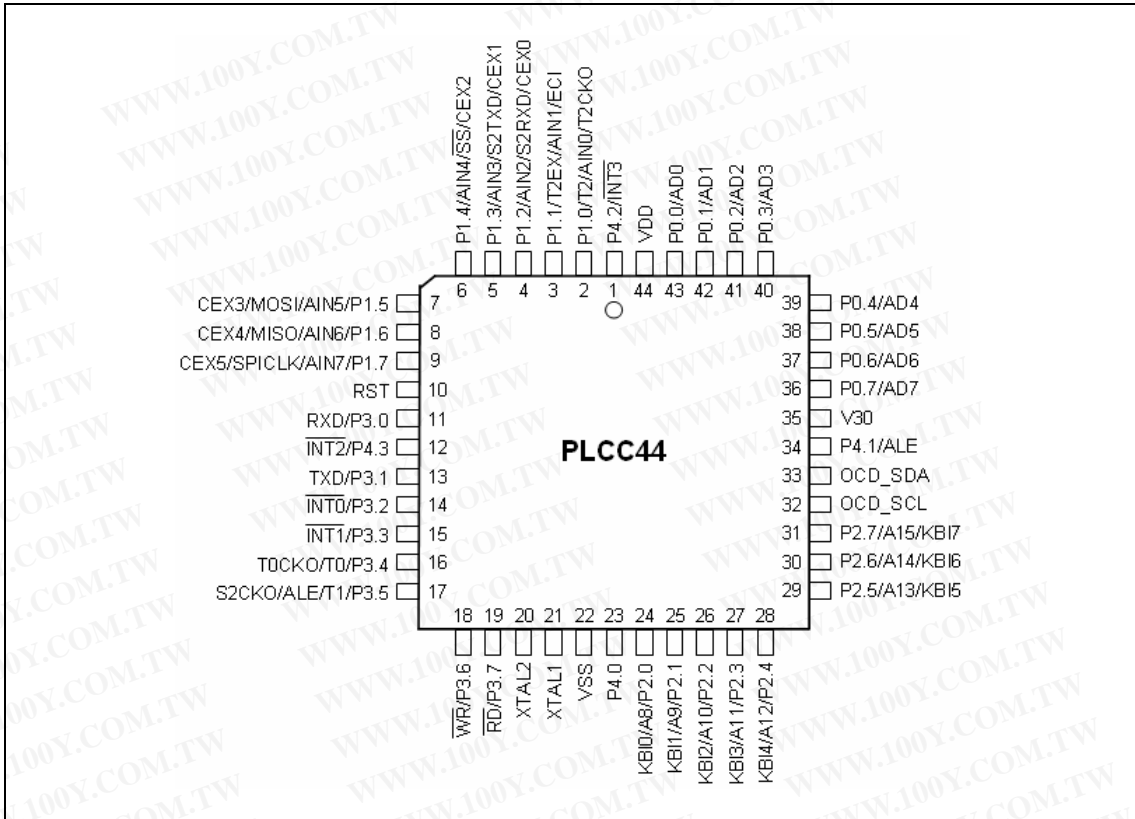 P1.4/AIN4/SS/CEX2
P1.3/AIN3/S2TXD/CEX1
P1.2/AIN2/S2RXD/CEX0
P1.1/T2EX/AIN1/ECI
P1.0/T2/AIN0/T2CKO
P4.2/INT3
VDD
P0.0/AD0
P0.1/AD1
P0.2/AD2
P0.3/AD3
6 5 4 3 2 1 44 43 42 41 40
CEX3/MOSI/AIN5/P1.5 7
CEX4/MISO/AIN6/P1.6 8
CEX5/SPICLK/AIN7/P1.7 9
RST 10
RXD/P3.0 11
INT2/P4.3 12
TXD/P3.1 13
INT0/P3.2 14
INT1/P3.3 15
T0CKO/T0/P3.4 16
S2CKO/ALE/T1/P3.5 17
PLCC44
39 P0.4/AD4
38 P0.5/AD5
37 P0.6/AD6
36 P0.7/AD7
35 V30
34 P4.1/ALE
33 OCD_SDA
32 OCD_SCL
31 P2.7/A15/KBI7
30 P2.6/A14/KBI6
29 P2.5/A13/KBI5
18 19 20 21 22 23 24 25 26 27 28
WR/P3.6
RD/P3.7
XTAL2
XTAL1
VSS
P4.0
KBI0/A8/P2.0
KBI1/A9/P2.1
KBI2/A10/P2.2
KBI3/A11/P2.3
KBI4/A12/P2.4
WWW.100Y.COM.TW